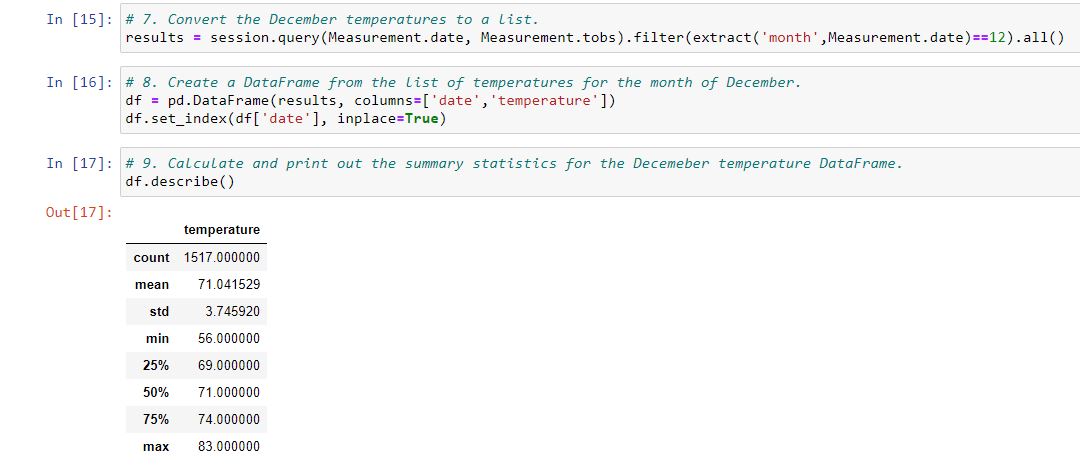 In [15]: # 7. Convert the December temperatures to a list.
results = session.query(Measurement.date, Measurement.tobs).filter(extract('month',Measurement.date)==12).all()
In [16]: # 8. Create a DataFrame from the list of temperatures for the month of December.
df = pd.DataFrame(results, columns=['date','temperature'])
df.set_index(df['date'], inplace=True)
In [17]: # 9. Calculate and print out the summary statistics for the Decemeber temperature DataFrame.
df.describe()
Out[17]:
temperature
count 1517.000000
mean 71.041529
std 3.745920
min 56.000000
25% 69.000000
50% 71.000000
75% 74.000000
max 83.000000